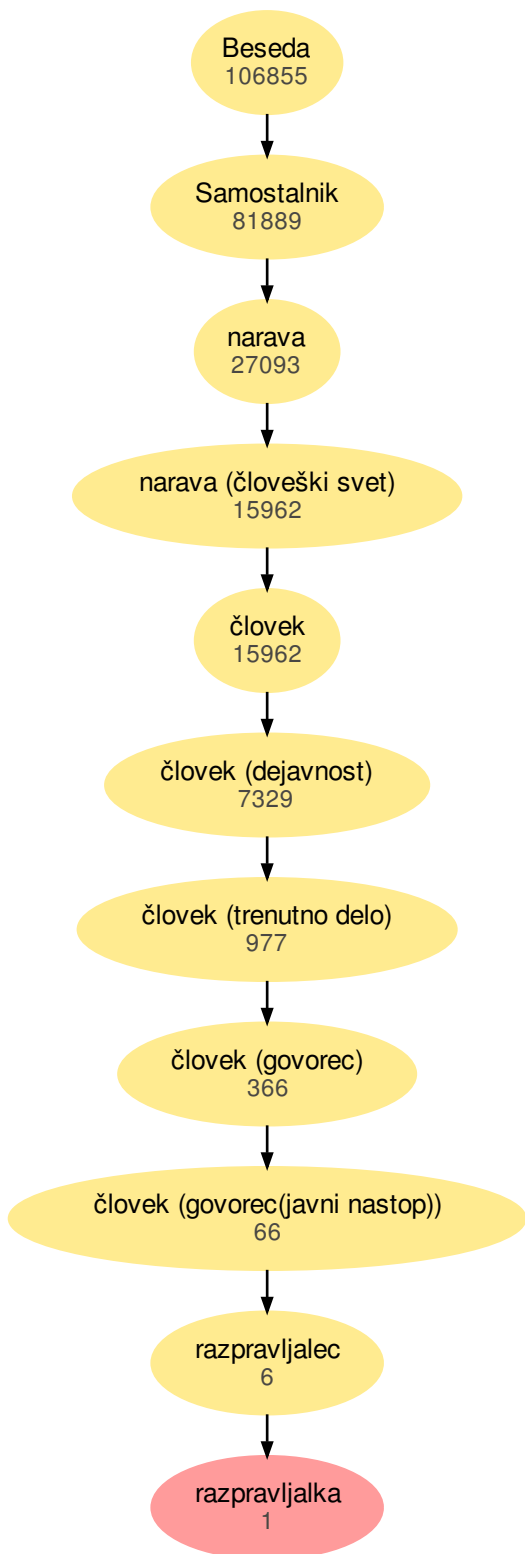 Beseda
106855
Samostalnik
81889
narava
27093
narava (človeški svet)
15962
človek
15962
človek (dejavnost)
7329
človek (trenutno delo)
977
človek (govorec)
366
človek (govorec(javni nastop))
66
razpravljalec
6
razpravljalka
1